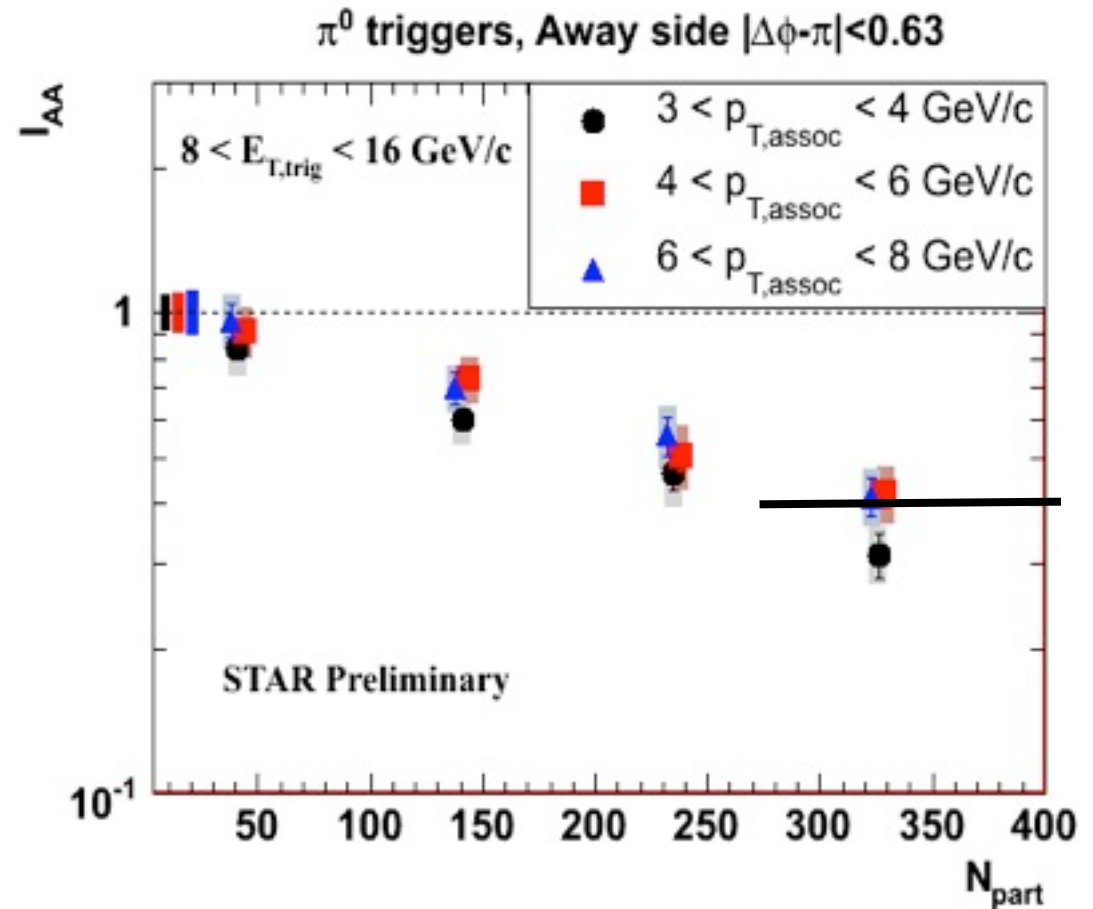 π⁰ triggers, Away side |Δϕ-π|<0.63
I_AA
8 < E_T,trig < 16 GeV/c
3 < p_T,assoc < 4 GeV/c
4 < p_T,assoc < 6 GeV/c
6 < p_T,assoc < 8 GeV/c
1
STAR Preliminary
10⁻¹
50 100 150 200 250 300 350 400
N_part